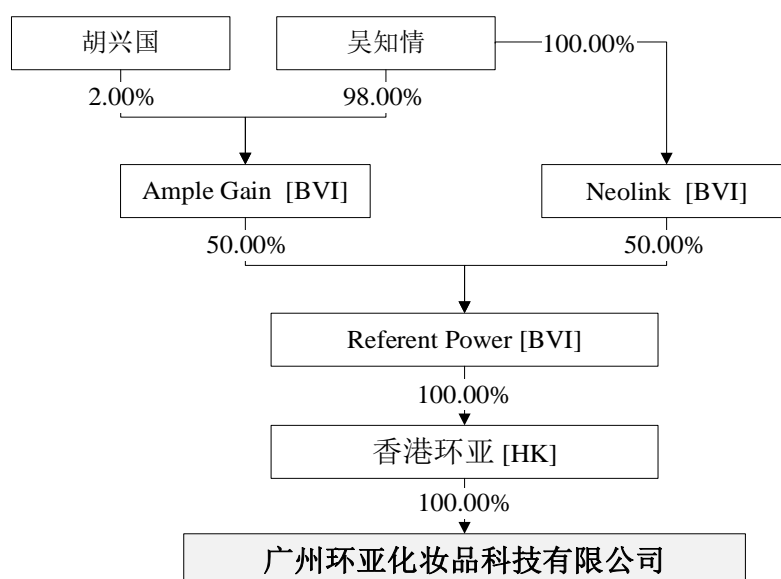 胡兴国
吴知情
100.00%
2.00%
98.00%
Ample Gain [BVI]
Neolink [BVI]
50.00%
50.00%
Referent Power [BVI]
100.00%
香港环亚 [HK]
100.00%
广州环亚化妆品科技有限公司